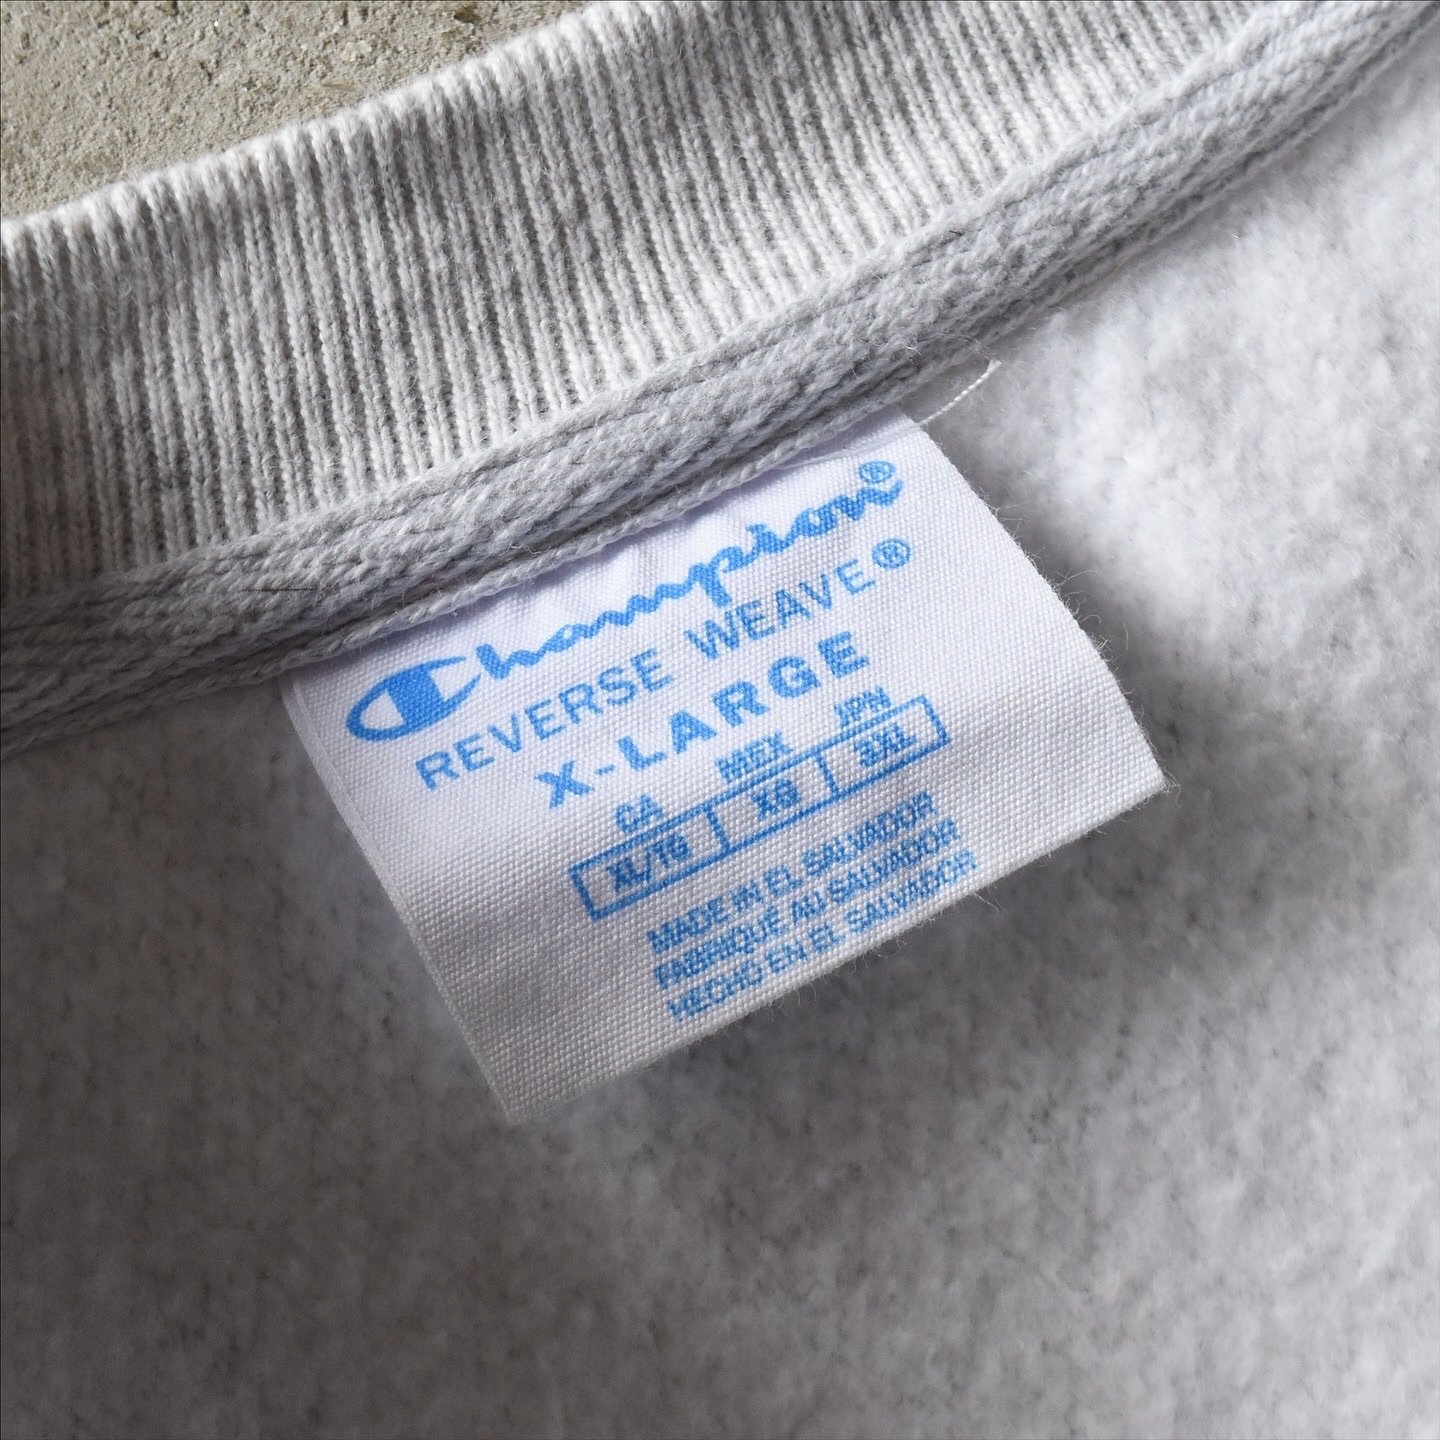 Champion®
REVERSE WEAVE®
X-LARGE
CA MEX JPN
XL/TG XG 3XL
MADE IN EL SALVADOR
FABRIQUÉ AU SALVADOR
HECHO EN EL SALVADOR